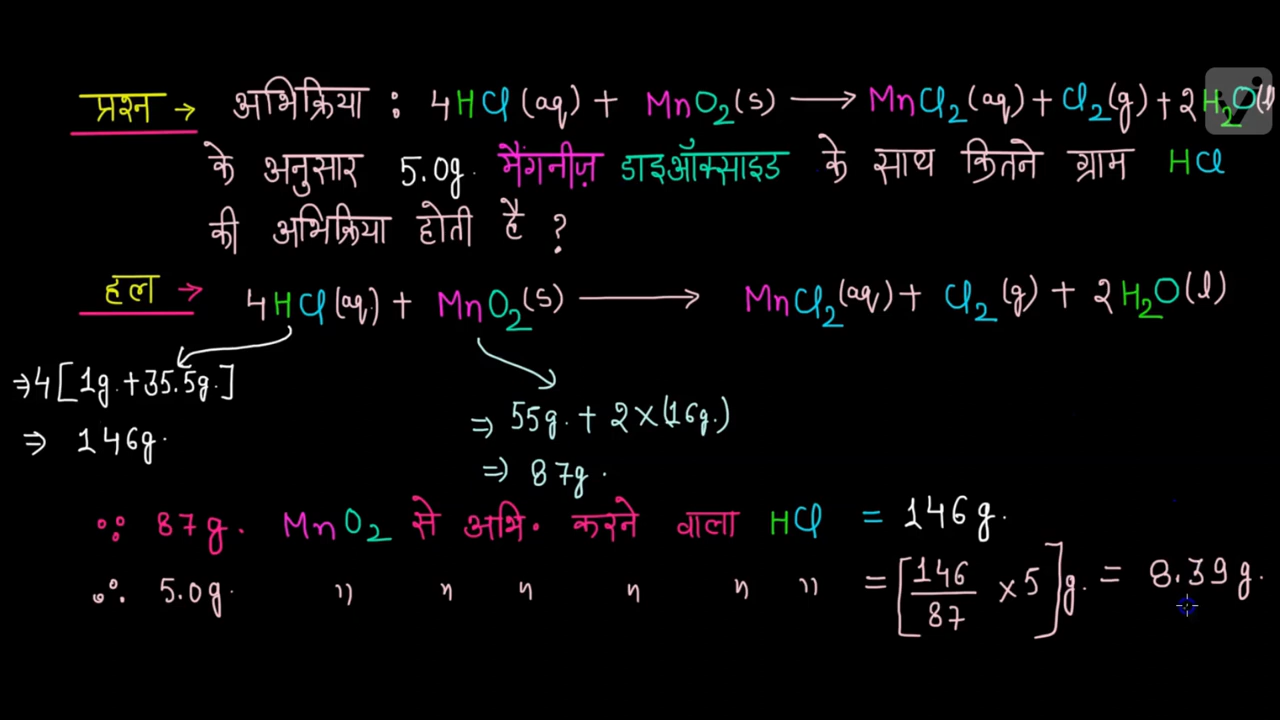 प्रश्न → अभिक्रिया : 4HCl(aq) + MnO2(s) ⟶ MnCl2(aq) + Cl2(g) + 2H2O(l
के अनुसार 5.0g. मैंगनीज़ डाइऑक्साइड के साथ कितने ग्राम HCl
की अभिक्रिया होती है ?
हल → 4HCl(aq) + MnO2(s) ⟶ MnCl2(aq) + Cl2(g) + 2H2O(l)
⇒4[1g. + 35.5g.]
⇒ 55g. + 2×(16g.)
⇒ 146g.
⇒ 87g.
∵ 87g. MnO2 से अभि. करने वाला HCl = 146g.
∴ 5.0g. " " " " " " = [146/87 × 5]g. = 8.39g.